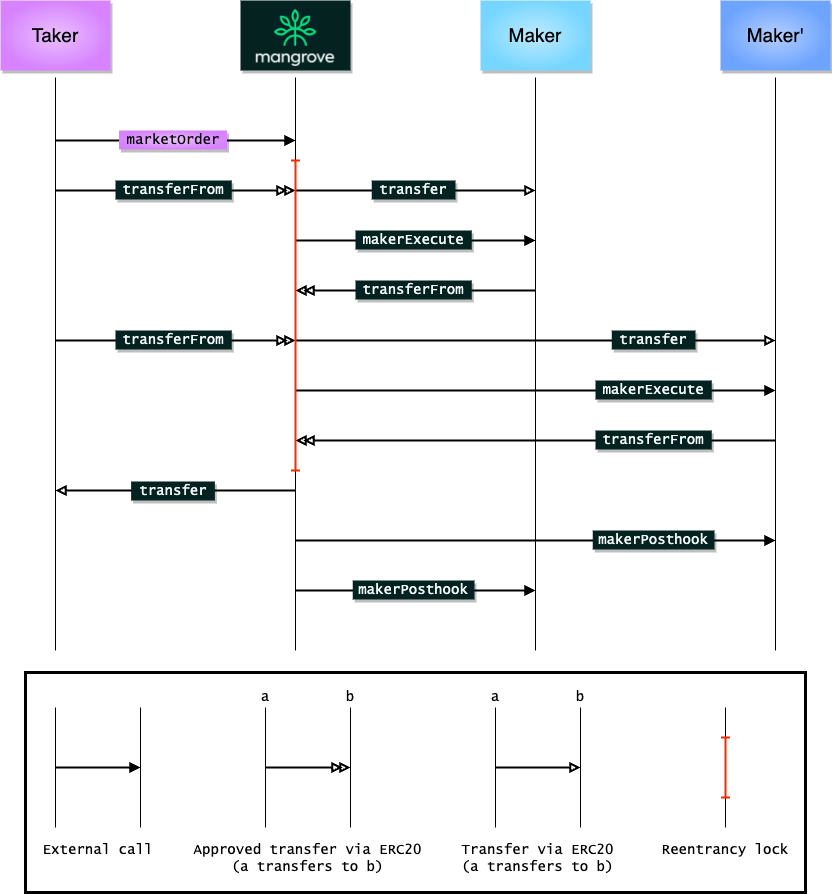 Taker
mangrove
Maker
Maker'
marketOrder
transferFrom
transfer
makerExecute
transferFrom
transferFrom
transfer
makerExecute
transferFrom
transfer
makerPosthook
makerPosthook
a
b
a
b
External call
Approved transfer via ERC20
(a transfers to b)
Transfer via ERC20
(a transfers to b)
Reentrancy lock